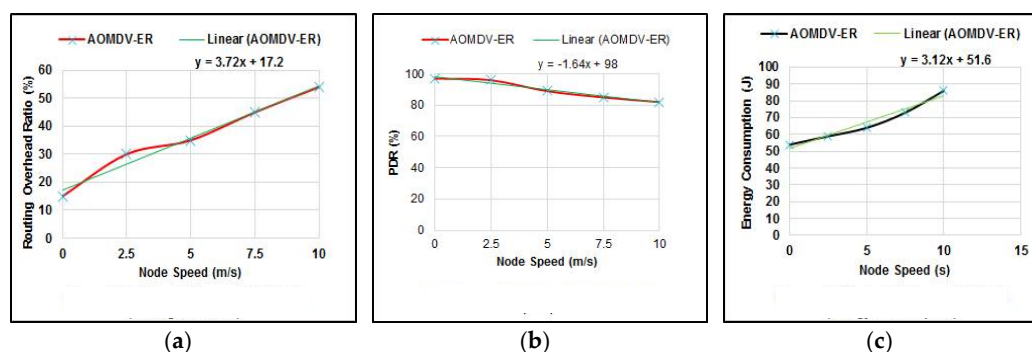 AOMDV-ER Linear (AOMDV-ER)
y = 3.72x + 17.2
Routing Overhead Ratio (%)
60
50
40
30
20
10
0
0 2.5 5 7.5 10
Node Speed (m/s)
(a)
AOMDV-ER Linear (AOMDV-ER)
y = -1.64x + 98
PDR (%)
100
80
60
40
20
0
0 2.5 5 7.5 10
Node Speed (m/s)
(b)
AOMDV-ER Linear (AOMDV-ER)
y = 3.12x + 51.6
Energy Consumption (J)
100
90
80
70
60
50
40
30
20
10
0
0 5 10 15
Node Speed (s)
(c)